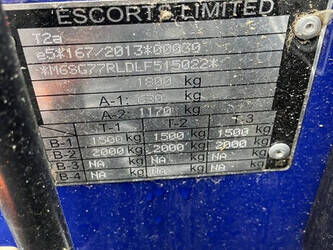 ESCORTS LIMITED
T2a
e5*167/2013*00030
*M6SG77RLDLF515022*
1800 kg
A-1: 630 kg
A-2: 1170 kg
T-1 T-2 T-3
B-1 1500 kg 1500 kg 1500 kg
B-2 2000 kg 2000 kg 2000 kg
B-3 NA kg NA kg NA kg
B-4 NA kg NA kg NA kg